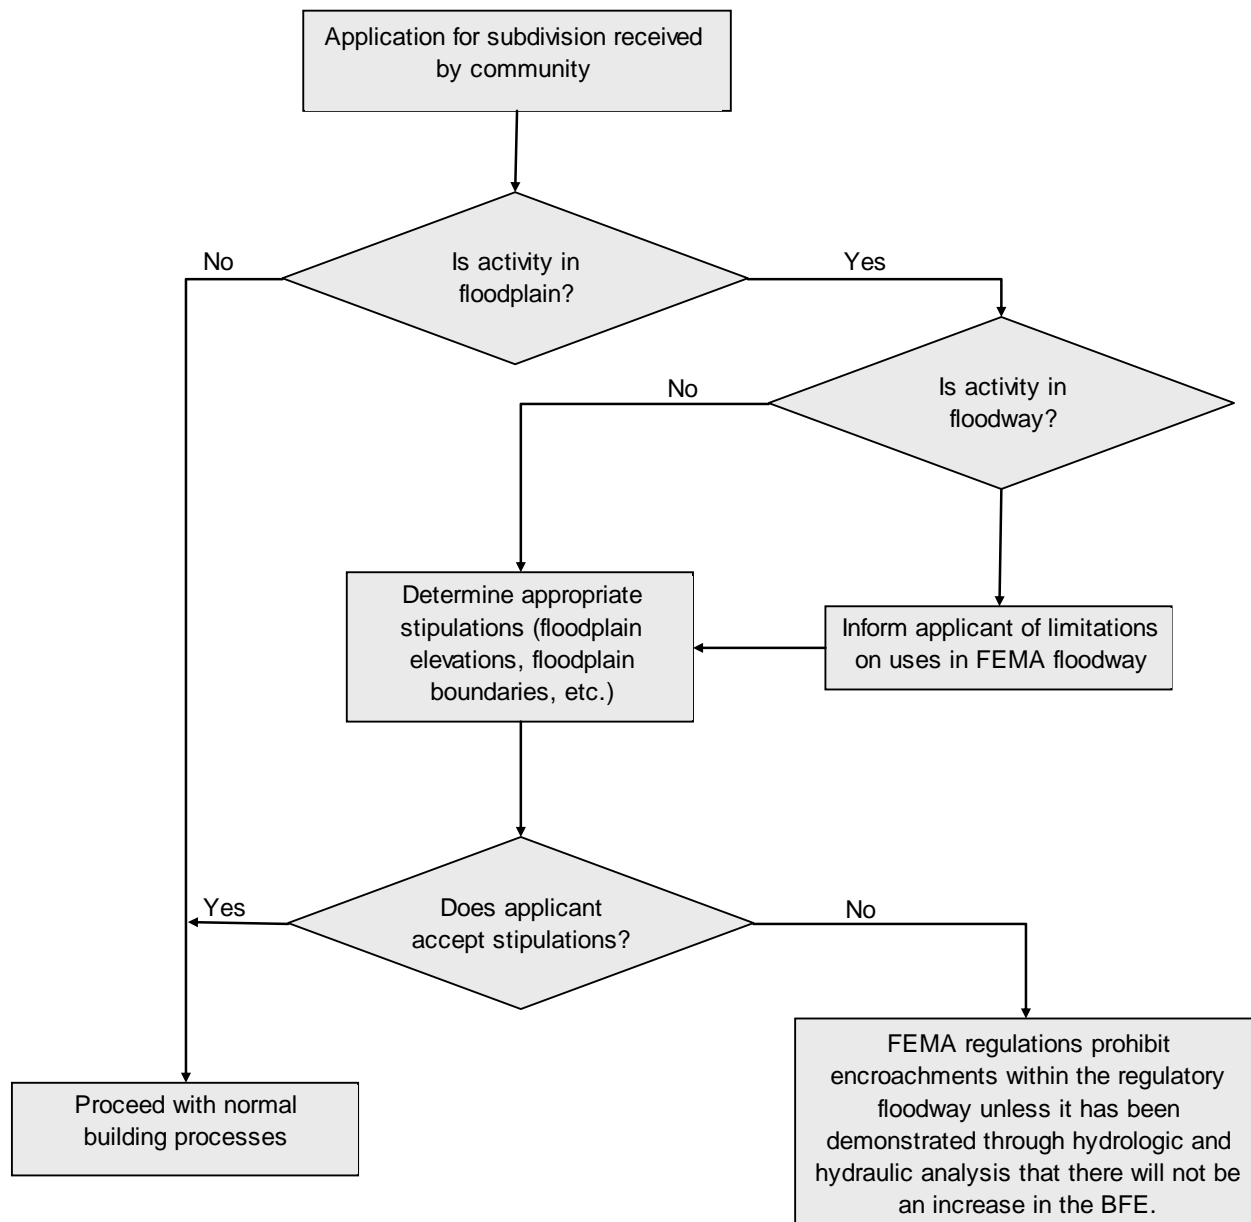 Application for subdivision received
by community
Is activity in
floodplain?
No
Yes
Is activity in
floodway?
No
Determine appropriate
stipulations (floodplain
elevations, floodplain
boundaries, etc.)
Inform applicant of limitations
on uses in FEMA floodway
Does applicant
accept stipulations?
Yes
No
FEMA regulations prohibit
encroachments within the regulatory
floodway unless it has been
demonstrated through hydrologic and
hydraulic analysis that there will not be
an increase in the BFE.
Proceed with normal
building processes